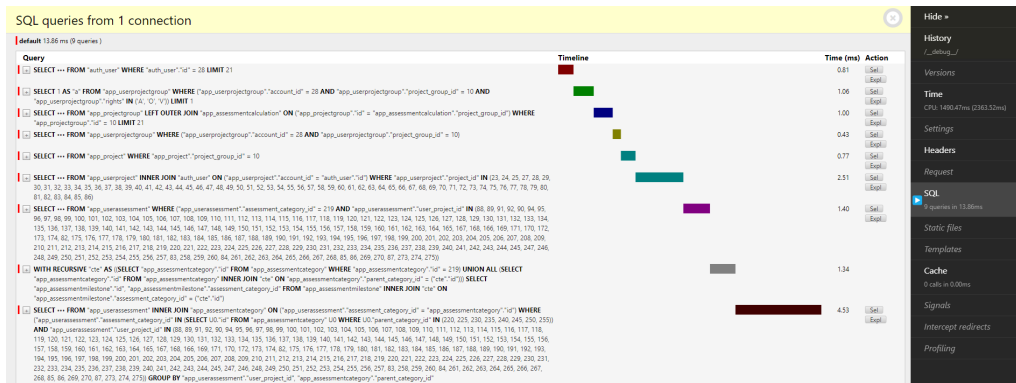 SQL queries from 1 connection
default 13.86 ms (9 queries )
Query Timeline Time (ms) Action
SELECT ••• FROM "auth_user" WHERE "auth_user"."id" = 28 LIMIT 21 0.81 Sel
Expl
SELECT 1 AS "a" FROM "app_userprojectgroup" WHERE ("app_userprojectgroup"."account_id" = 28 AND "app_userprojectgroup"."project_group_id" = 10 AND 1.06 Sel
"app_userprojectgroup"."rights" IN ('A', 'O', 'V')) LIMIT 1 Expl
SELECT ••• FROM "app_projectgroup" LEFT OUTER JOIN "app_assessmentcalculation" ON ("app_projectgroup"."id" = "app_assessmentcalculation"."project_group_id") WHERE 1.00 Sel
"app_projectgroup"."id" = 10 LIMIT 21 Expl
SELECT ••• FROM "app_userprojectgroup" WHERE ("app_userprojectgroup"."account_id" = 28 AND "app_userprojectgroup"."project_group_id" = 10) 0.43 Sel
Expl
SELECT ••• FROM "app_project" WHERE "app_project"."project_group_id" = 10 0.77 Sel
Expl
SELECT ••• FROM "app_userproject" INNER JOIN "auth_user" ON ("app_userproject"."account_id" = "auth_user"."id") WHERE "app_userproject"."project_id" IN (23, 24, 25, 27, 28, 29, 2.51 Sel
30, 31, 32, 33, 34, 35, 36, 37, 38, 39, 40, 41, 42, 43, 44, 45, 46, 47, 48, 49, 50, 51, 52, 53, 54, 55, 56, 57, 58, 59, 60, 61, 62, 63, 64, 65, 66, 67, 68, 69, 70, 71, 72, 73, 74, 75, 76, 77, 78, 79, 80, Expl
81, 82, 83, 84, 85, 86)
SELECT ••• FROM "app_userassessment" WHERE ("app_userassessment"."assessment_category_id" = 219 AND "app_userassessment"."user_project_id" IN (88, 89, 91, 92, 90, 94, 95, 1.40 Sel
96, 97, 98, 99, 100, 101, 102, 103, 104, 105, 106, 107, 108, 109, 110, 111, 112, 113, 114, 115, 116, 117, 118, 119, 120, 121, 122, 123, 124, 125, 126, 127, 128, 129, 130, 131, 132, 133, 134, Expl
135, 136, 137, 138, 139, 140, 141, 142, 143, 144, 145, 146, 147, 148, 149, 150, 151, 152, 153, 154, 155, 156, 157, 158, 159, 160, 161, 162, 163, 164, 165, 167, 168, 166, 169, 171, 170, 172,
173, 174, 82, 175, 176, 177, 178, 179, 180, 181, 182, 183, 184, 185, 186, 187, 188, 189, 190, 191, 192, 193, 194, 195, 196, 197, 198, 199, 200, 201, 202, 203, 204, 205, 206, 207, 208, 209,
210, 211, 212, 213, 214, 215, 216, 217, 218, 219, 220, 221, 222, 223, 224, 225, 226, 227, 228, 229, 230, 231, 232, 233, 234, 235, 236, 237, 238, 239, 240, 241, 242, 243, 244, 245, 247, 246,
248, 249, 250, 251, 252, 253, 254, 255, 256, 257, 83, 258, 259, 260, 84, 261, 262, 263, 264, 265, 266, 267, 268, 85, 86, 269, 270, 87, 273, 274, 275))
WITH RECURSIVE "cte" AS ((SELECT "app_assessmentcategory"."id" FROM "app_assessmentcategory" WHERE "app_assessmentcategory"."id" = 219) UNION ALL (SELECT 1.34
"app_assessmentcategory"."id" FROM "app_assessmentcategory" INNER JOIN "cte" ON "app_assessmentcategory"."parent_category_id" = ("cte"."id"))) SELECT
"app_assessmentmilestone"."id", "app_assessmentmilestone"."assessment_category_id" FROM "app_assessmentmilestone" INNER JOIN "cte" ON
"app_assessmentmilestone"."assessment_category_id" = ("cte"."id")
SELECT ••• FROM "app_userassessment" INNER JOIN "app_assessmentcategory" ON ("app_userassessment"."assessment_category_id" = "app_assessmentcategory"."id") WHERE 4.53 Sel
("app_userassessment"."assessment_category_id" IN (SELECT U0."id" FROM "app_assessmentcategory" U0 WHERE U0."parent_category_id" IN (220, 225, 230, 235, 240, 245, 250, 255)) Expl
AND "app_userassessment"."user_project_id" IN (88, 89, 91, 92, 90, 94, 95, 96, 97, 98, 99, 100, 101, 102, 103, 104, 105, 106, 107, 108, 109, 110, 111, 112, 113, 114, 115, 116, 117, 118,
119, 120, 121, 122, 123, 124, 125, 126, 127, 128, 129, 130, 131, 132, 133, 134, 135, 136, 137, 138, 139, 140, 141, 142, 143, 144, 145, 146, 147, 148, 149, 150, 151, 152, 153, 154, 155, 156,
157, 158, 159, 160, 161, 162, 163, 164, 165, 167, 168, 166, 169, 171, 170, 172, 173, 174, 82, 175, 176, 177, 178, 179, 180, 181, 182, 183, 184, 185, 186, 187, 188, 189, 190, 191, 192, 193,
194, 195, 196, 197, 198, 199, 200, 201, 202, 203, 204, 205, 206, 207, 208, 209, 210, 211, 212, 213, 214, 215, 216, 217, 218, 219, 220, 221, 222, 223, 224, 225, 226, 227, 228, 229, 230, 231,
232, 233, 234, 235, 236, 237, 238, 239, 240, 241, 242, 243, 244, 245, 247, 246, 248, 249, 250, 251, 252, 253, 254, 255, 256, 257, 83, 258, 259, 260, 84, 261, 262, 263, 264, 265, 266, 267,
268, 85, 86, 269, 270, 87, 273, 274, 275)) GROUP BY "app_userassessment"."user_project_id", "app_assessmentcategory"."parent_category_id"
Hide »
History
/__debug__/
Versions
Time
CPU: 1490.47ms (2363.52ms)
Settings
Headers
Request
SQL
9 queries in 13.86ms
Static files
Templates
Cache
0 calls in 0.00ms
Signals
Intercept redirects
Profiling